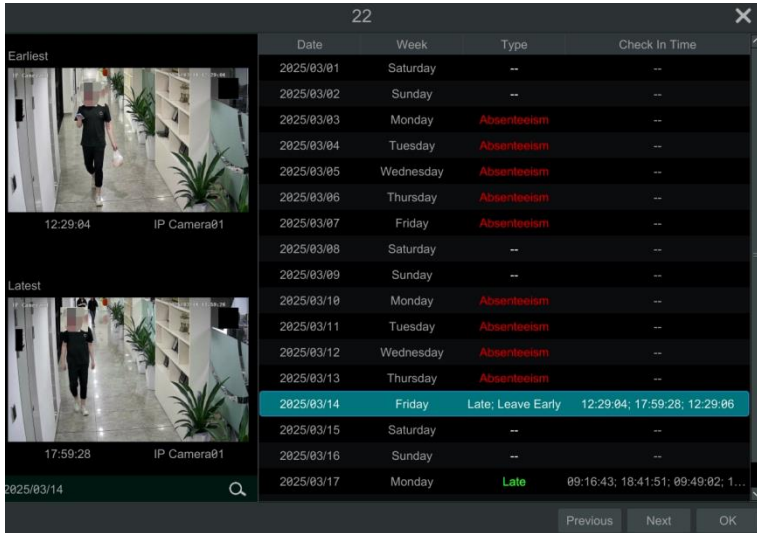 22
Earliest
12:29:04 IP Camera01
Latest
17:59:28 IP Camera01
2025/03/14
Date Week Type Check In Time
2025/03/01 Saturday -- --
2025/03/02 Sunday -- --
2025/03/03 Monday Absenteeism --
2025/03/04 Tuesday Absenteeism --
2025/03/05 Wednesday Absenteeism --
2025/03/06 Thursday Absenteeism --
2025/03/07 Friday Absenteeism --
2025/03/08 Saturday -- --
2025/03/09 Sunday -- --
2025/03/10 Monday Absenteeism --
2025/03/11 Tuesday Absenteeism --
2025/03/12 Wednesday Absenteeism --
2025/03/13 Thursday Absenteeism --
2025/03/14 Friday Late; Leave Early 12:29:04; 17:59:28; 12:29:06
2025/03/15 Saturday -- --
2025/03/16 Sunday -- --
2025/03/17 Monday Late 09:16:43; 18:41:51; 09:49:02; 1...
Previous Next OK